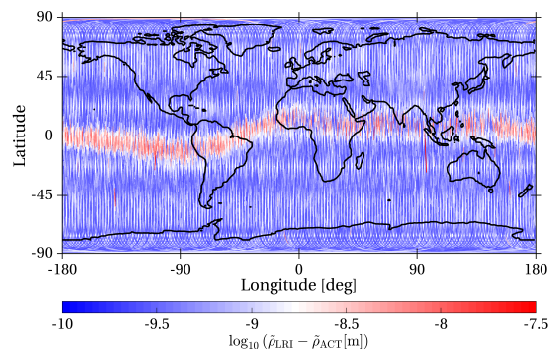 90
45
0
-45
-90
Latitude
-180 -90 0 90 180
Longitude [deg]
-10 -9.5 -9 -8.5 -8 -7.5
log₁₀ (ρ̃LRI − ρ̃ACT[m])